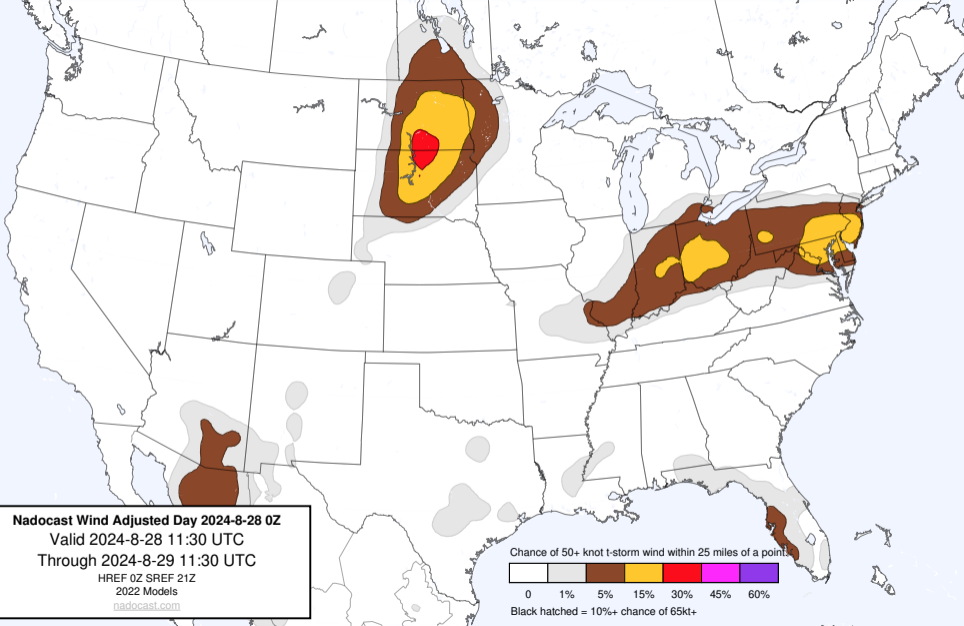 Nadocast Wind Adjusted Day 2024-8-28 0Z
Valid 2024-8-28 11:30 UTC
Through 2024-8-29 11:30 UTC
HREF 0Z SREF 21Z
2022 Models
nadocast.com
Chance of 50+ knot t-storm wind within 25 miles of a point.
0 1% 5% 15% 30% 45% 60%
Black hatched = 10%+ chance of 65kt+